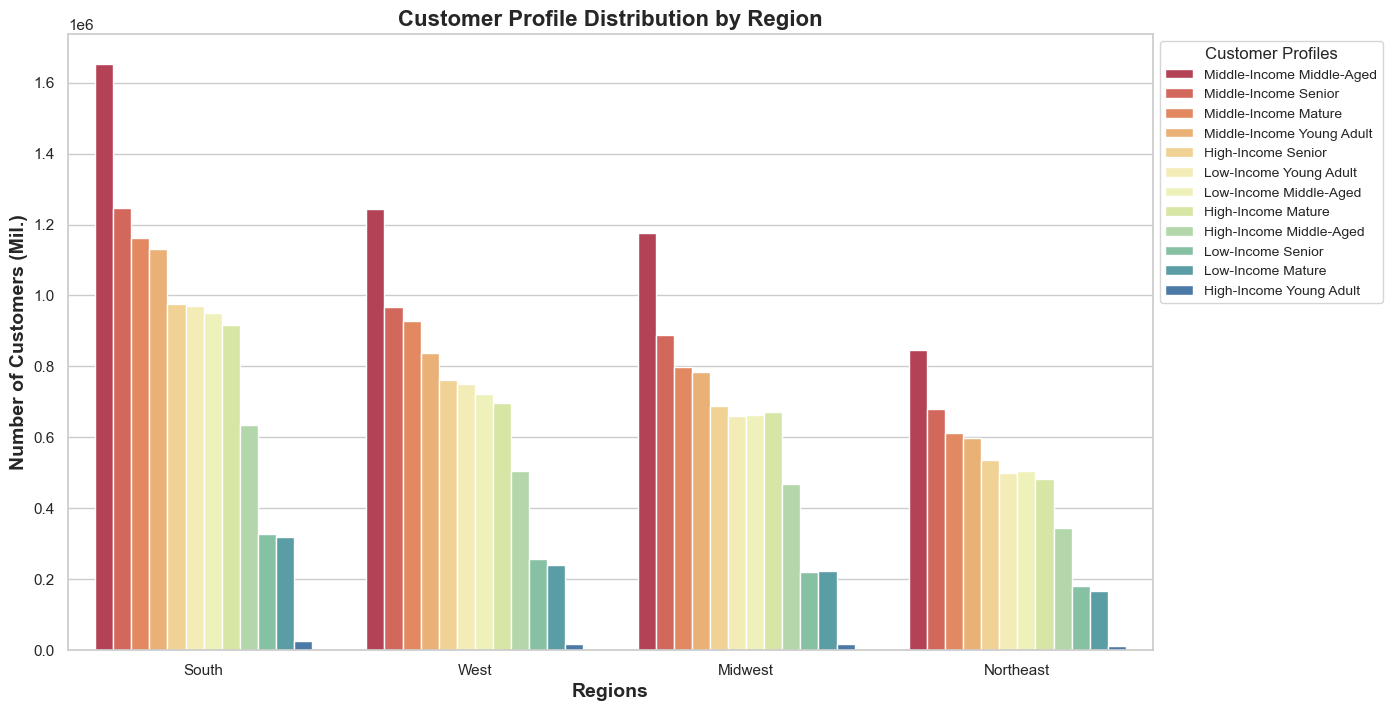 Customer Profile Distribution by Region
1e6
1.6
1.4
1.2
1.0
0.8
0.6
0.4
0.2
0.0
Number of Customers (Mil.)
South
West
Midwest
Northeast
Regions
Customer Profiles
Middle-Income Middle-Aged
Middle-Income Senior
Middle-Income Mature
Middle-Income Young Adult
High-Income Senior
Low-Income Young Adult
Low-Income Middle-Aged
High-Income Mature
High-Income Middle-Aged
Low-Income Senior
Low-Income Mature
High-Income Young Adult